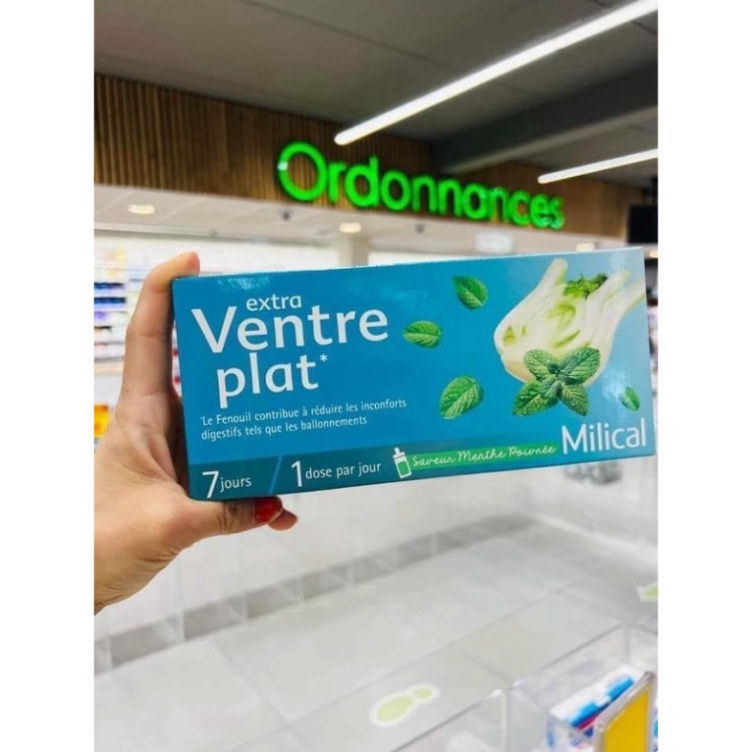 Ordonnances
extra
Ventre
plat*
*Le Fenouil contribue à réduire les inconforts
digestifs tels que les ballonnements
7 jours / 1 dose par jour
Saveur Menthe Poivrée
Milical